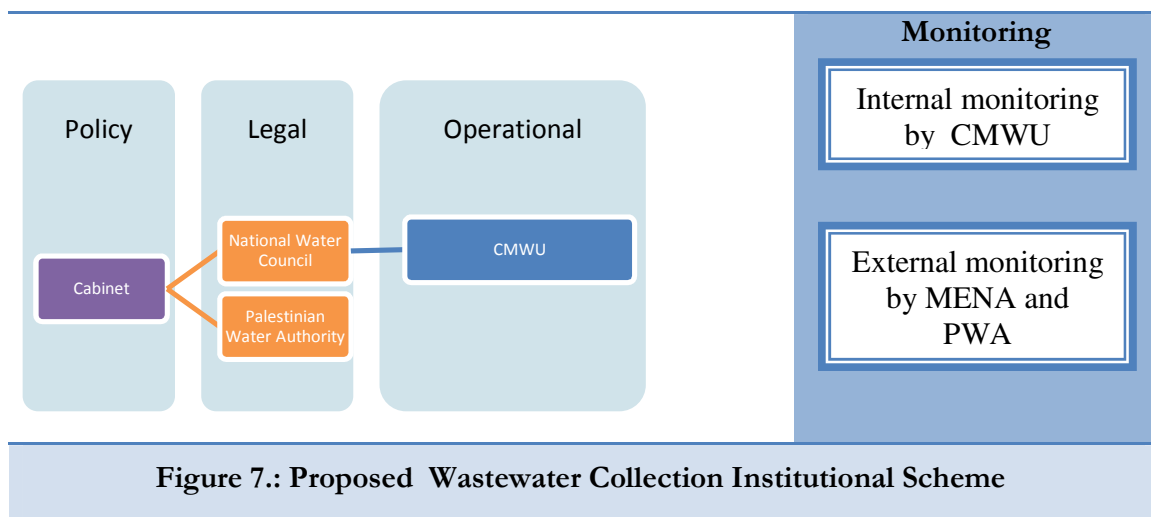 Policy
Legal
Operational
Cabinet
National Water
Council
Palestinian
Water Authority
CMWU
Monitoring
Internal monitoring
by CMWU
External monitoring
by MENA and
PWA
Figure 7.: Proposed Wastewater Collection Institutional Scheme